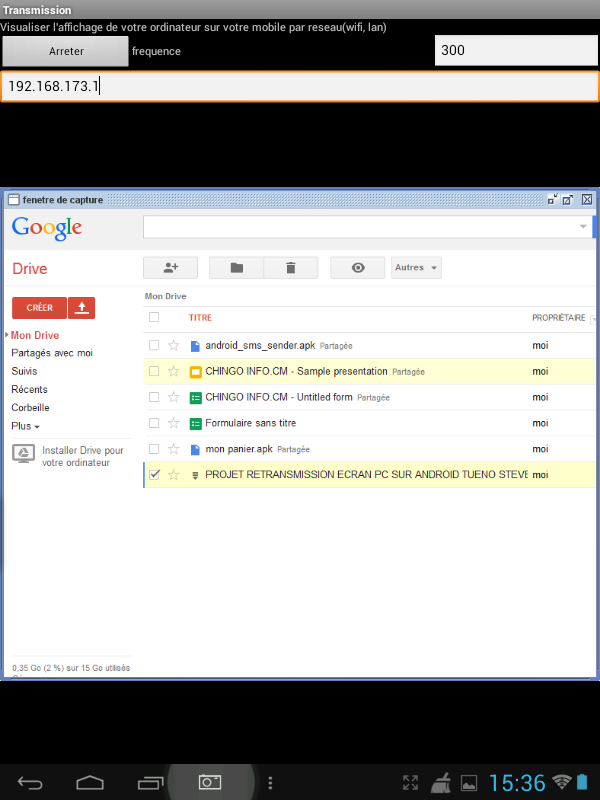 Transmission
Visualiser l'affichage de votre ordinateur sur votre mobile par reseau(wifi, lan)
Arreter frequence 300
192.168.173.1
fenetre de capture
Google
Drive
Autres
Mon Drive
CRÉER
TITRE PROPRIÉTAIRE
Mon Drive
Partagés avec moi
Suivis
Récents
Corbeille
Plus
Installer Drive pour
votre ordinateur
android_sms_sender.apk Partagée moi
CHINGO INFO.CM - Sample presentation Partagée moi
CHINGO INFO.CM - Untitled form Partagée moi
Formulaire sans titre moi
mon panier.apk Partagée moi
PROJET RETRANSMISSION ECRAN PC SUR ANDROID TUENO STEVE moi
0,35 Go (2 %) sur 15 Go utilisés
15:36